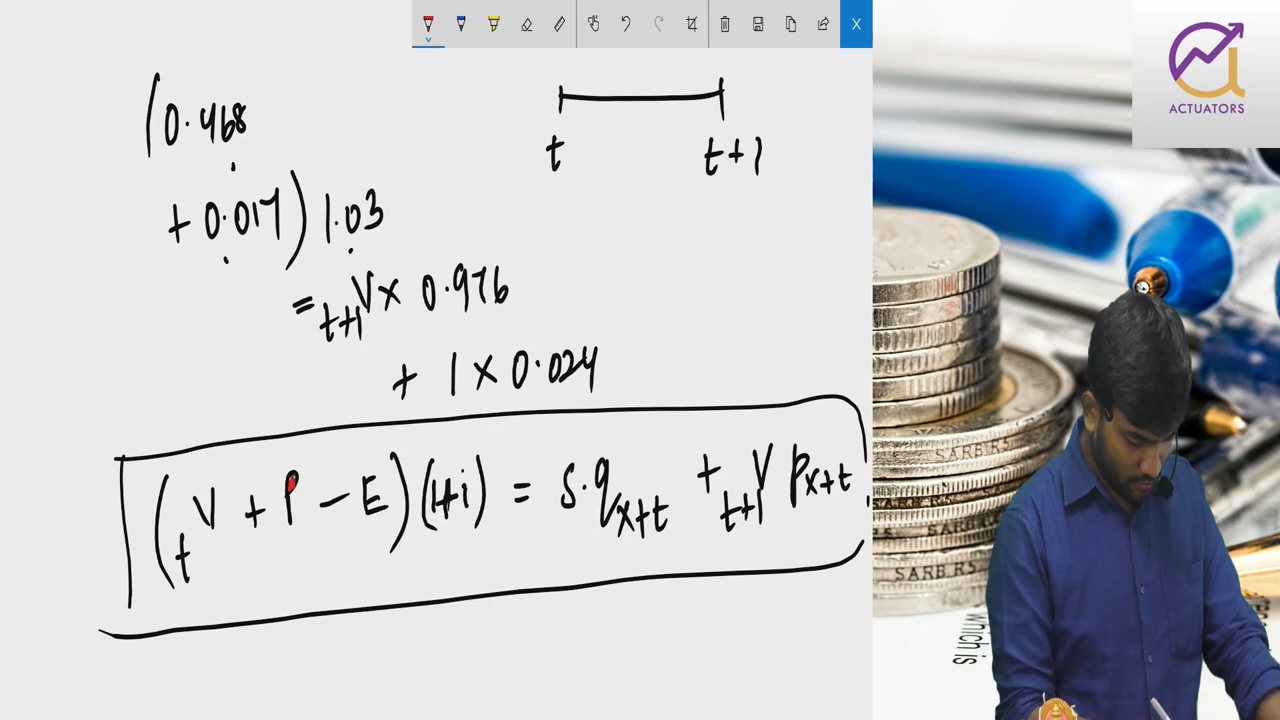 (0.468
+ 0.017) 1.03
= t+1V × 0.976
+ 1 × 0.024
t t+1
(tV + P − E)(1+i) = S.qx+t + t+1V px+t
X
ACTUATORS
SARB R5
SARB R5
SARB R5
which is